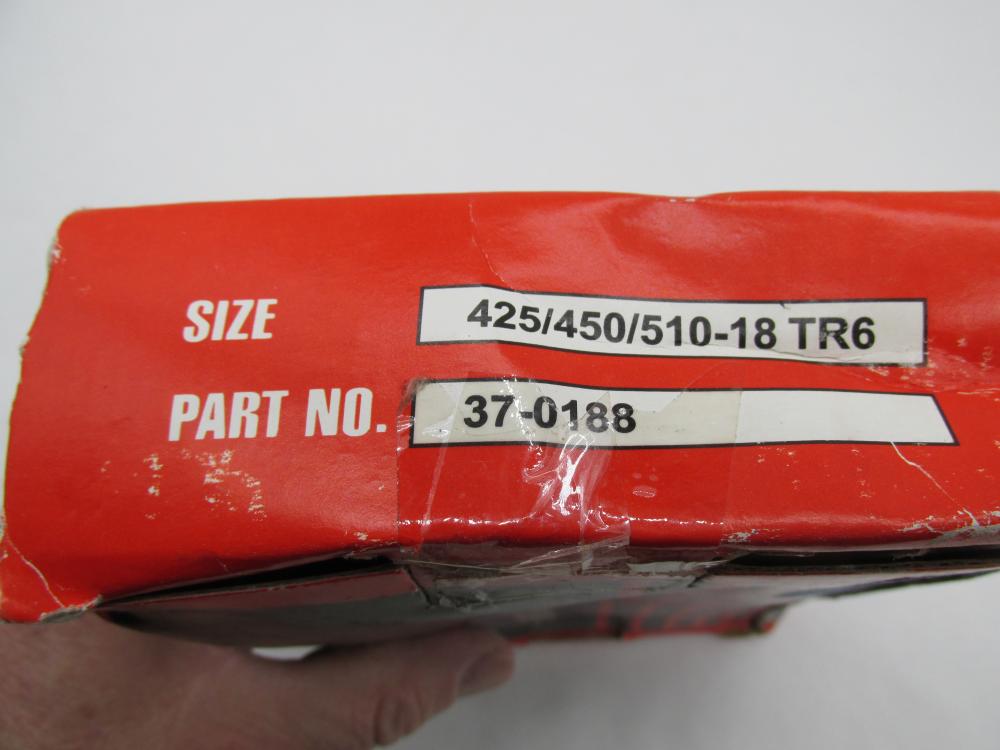 SIZE 425/450/510-18 TR6
PART NO. 37-0188